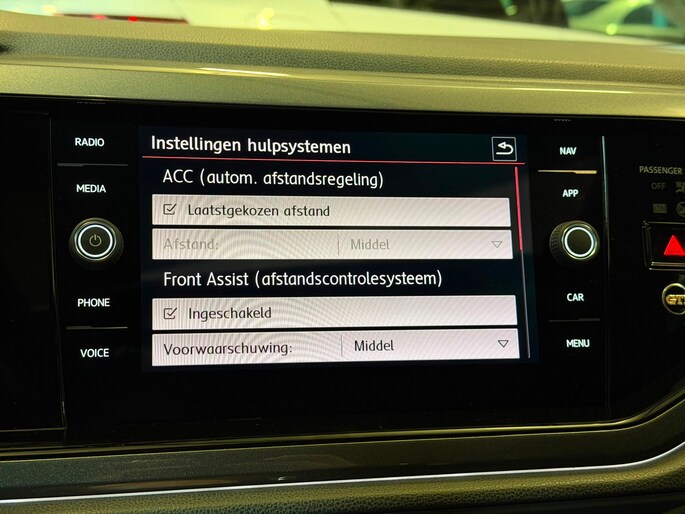 RADIO
MEDIA
PHONE
VOICE
Instellingen hulpsystemen
ACC (autom. afstandsregeling)
Laatstgekozen afstand
Afstand: Middel
Front Assist (afstandscontrolesysteem)
Ingeschakeld
Voorwaarschuwing: Middel
NAV
APP
CAR
MENU
PASSENGER
OFF